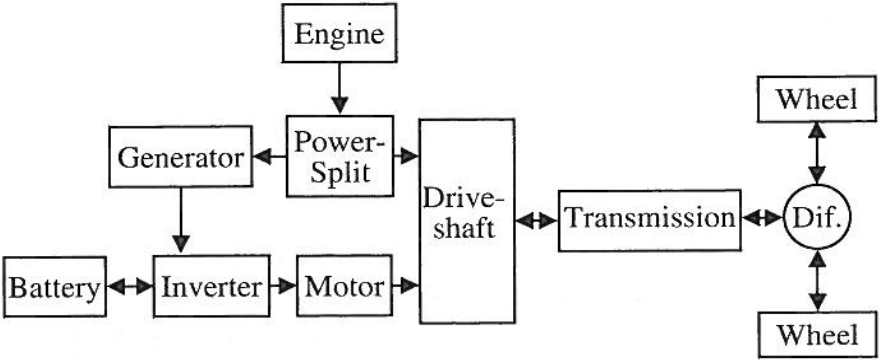 Engine
Wheel
Generator
Power-
Split
Drive-
shaft
Transmission
Dif.
Battery
Inverter
Motor
Wheel